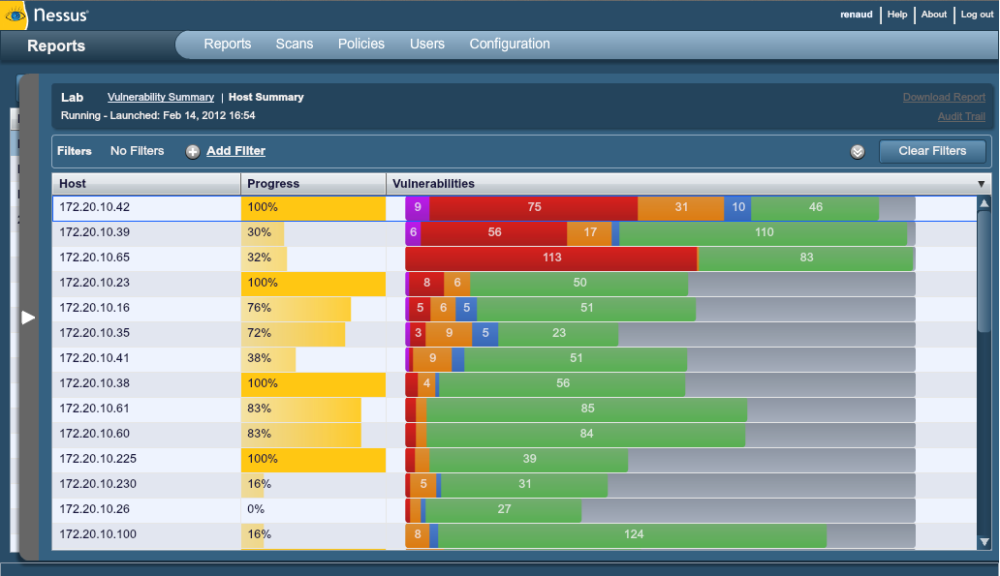 Nessus®
renaud | Help | About | Log out
Reports
Reports Scans Policies Users Configuration
Lab Vulnerability Summary | Host Summary
Download Report
Running - Launched: Feb 14, 2012 16:54
Audit Trail
Filters No Filters Add Filter Clear Filters
Host Progress Vulnerabilities
172.20.10.42 100% 9 75 31 10 46
172.20.10.39 30% 6 56 17 110
172.20.10.65 32% 113 83
172.20.10.23 100% 8 6 50
172.20.10.16 76% 5 6 5 51
172.20.10.35 72% 3 9 5 23
172.20.10.41 38% 9 51
172.20.10.38 100% 4 56
172.20.10.61 83% 85
172.20.10.60 83% 84
172.20.10.225 100% 39
172.20.10.230 16% 5 31
172.20.10.26 0% 27
172.20.10.100 16% 8 124